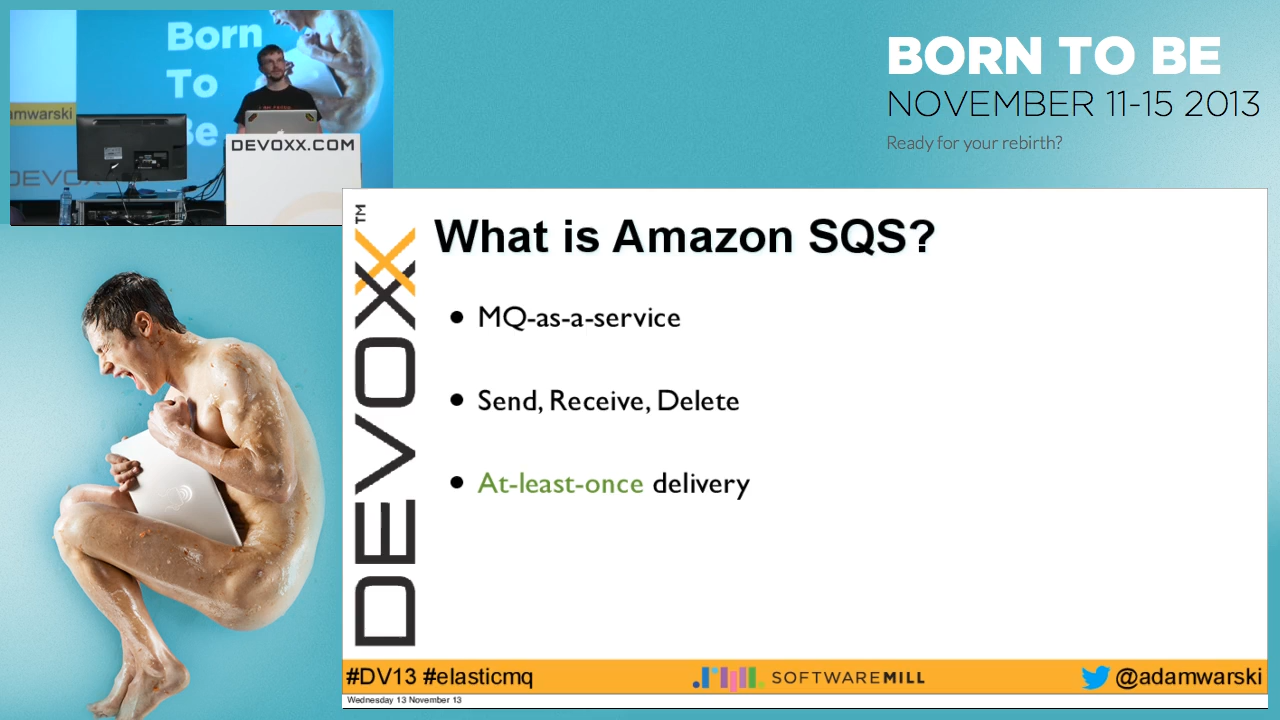 Born
To
Be
amwarski
DEVOXX.COM
DEVOX
BORN TO BE
NOVEMBER 11-15 2013
Ready for your rebirth?
DEVOXX™
What is Amazon SQS?
• MQ-as-a-service
• Send, Receive, Delete
• At-least-once delivery
#DV13 #elasticmq
SOFTWAREMILL
@adamwarski
Wednesday 13 November 13